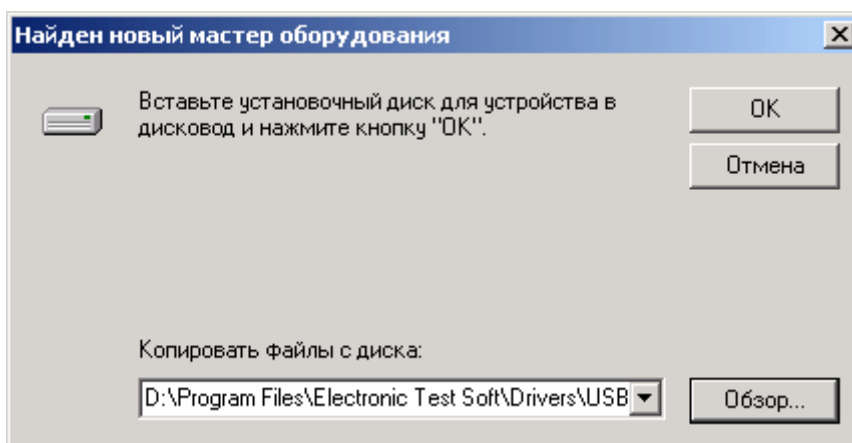 Найден новый мастер оборудования
Вставьте установочный диск для устройства в
дисковод и нажмите кнопку "OK".
OK
Отмена
Копировать файлы с диска:
D:\Program Files\Electronic Test Soft\Drivers\USB
Обзор...